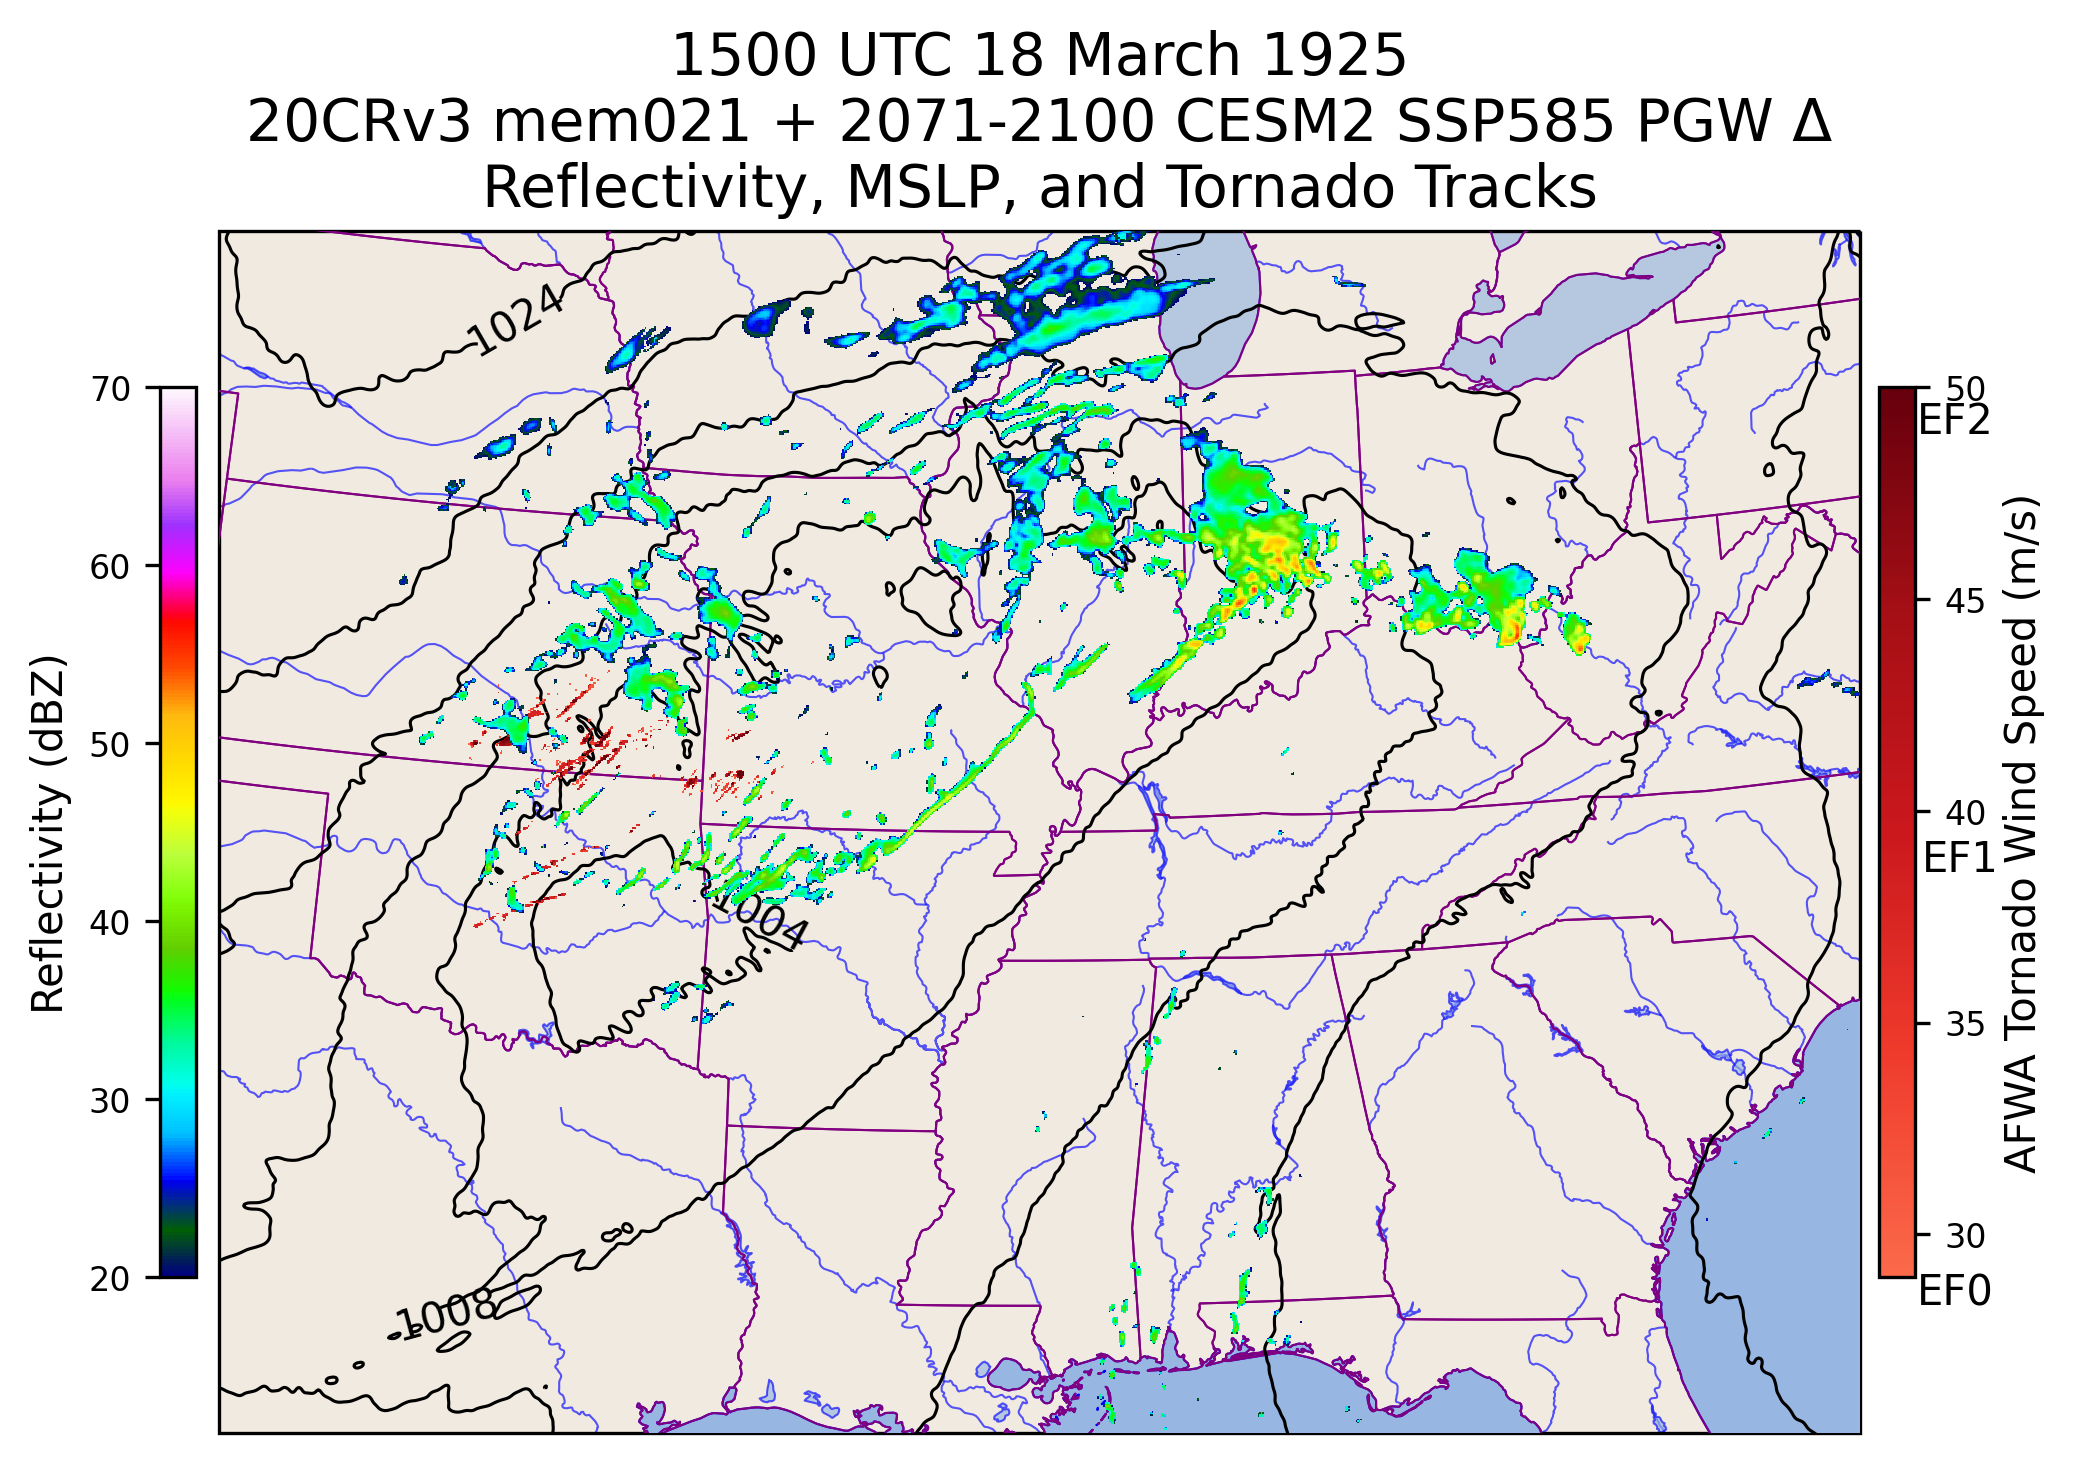 1500 UTC 18 March 1925
20CRv3 mem021 + 2071-2100 CESM2 SSP585 PGW Δ
Reflectivity, MSLP, and Tornado Tracks
70
60
50
40
30
20
Reflectivity (dBZ)
1024
1004
1008
50
EF2
45
40
EF1
35
30
EF0
AFWA Tornado Wind Speed (m/s)